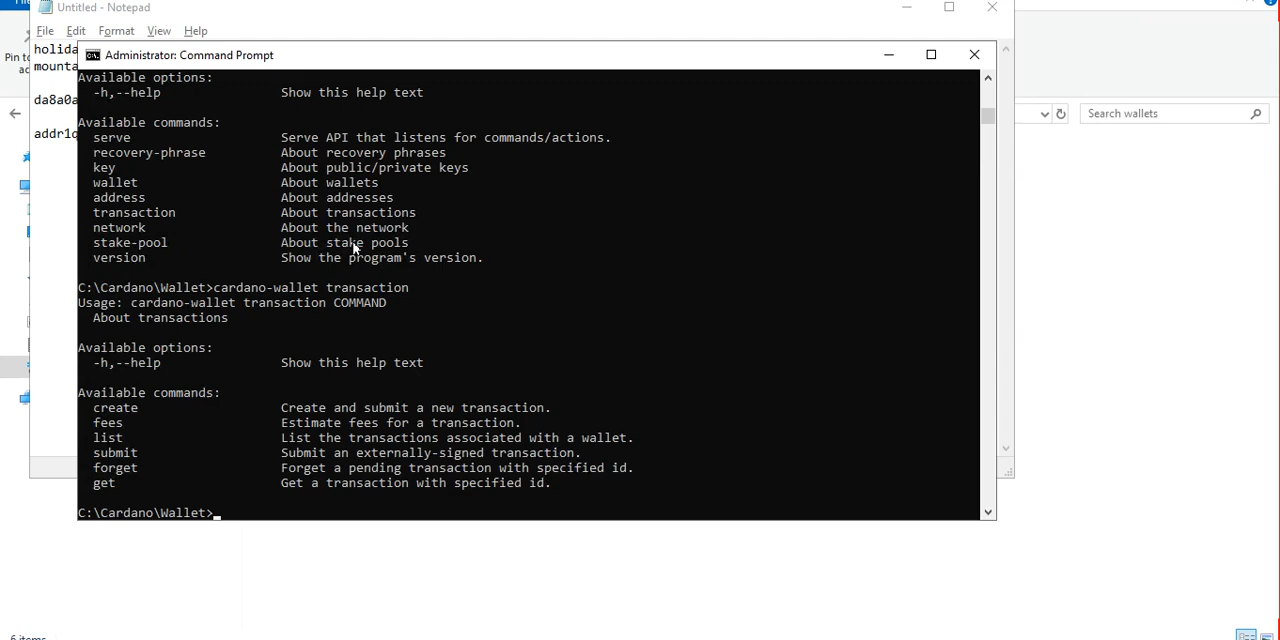 Untitled - Notepad
File Edit Format View Help
Administrator: Command Prompt
Available options:
-h,--help Show this help text
Available commands:
serve Serve API that listens for commands/actions.
recovery-phrase About recovery phrases
key About public/private keys
wallet About wallets
address About addresses
transaction About transactions
network About the network
stake-pool About stake pools
version Show the program's version.
C:\Cardano\Wallet>cardano-wallet transaction
Usage: cardano-wallet transaction COMMAND
About transactions
Available options:
-h,--help Show this help text
Available commands:
create Create and submit a new transaction.
fees Estimate fees for a transaction.
list List the transactions associated with a wallet.
submit Submit an externally-signed transaction.
forget Forget a pending transaction with specified id.
get Get a transaction with specified id.
C:\Cardano\Wallet>
Pin to
holida
mounta
da8a0a
addr1q
Search wallets
6 items